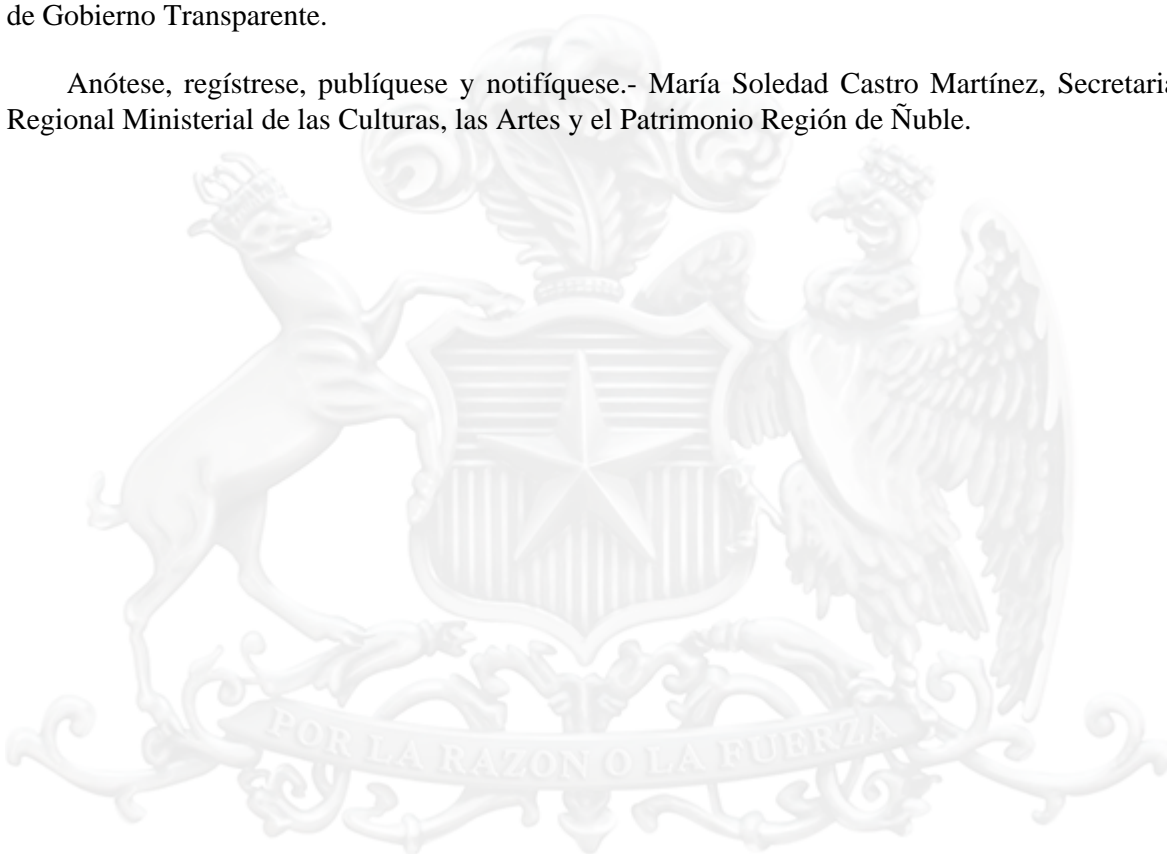 de Gobierno Transparente.
Anótese, regístrese, publíquese y notifíquese.- María Soledad Castro Martínez, Secretaria
Regional Ministerial de las Culturas, las Artes y el Patrimonio Región de Ñuble.
POR LA RAZON O LA FUERZA